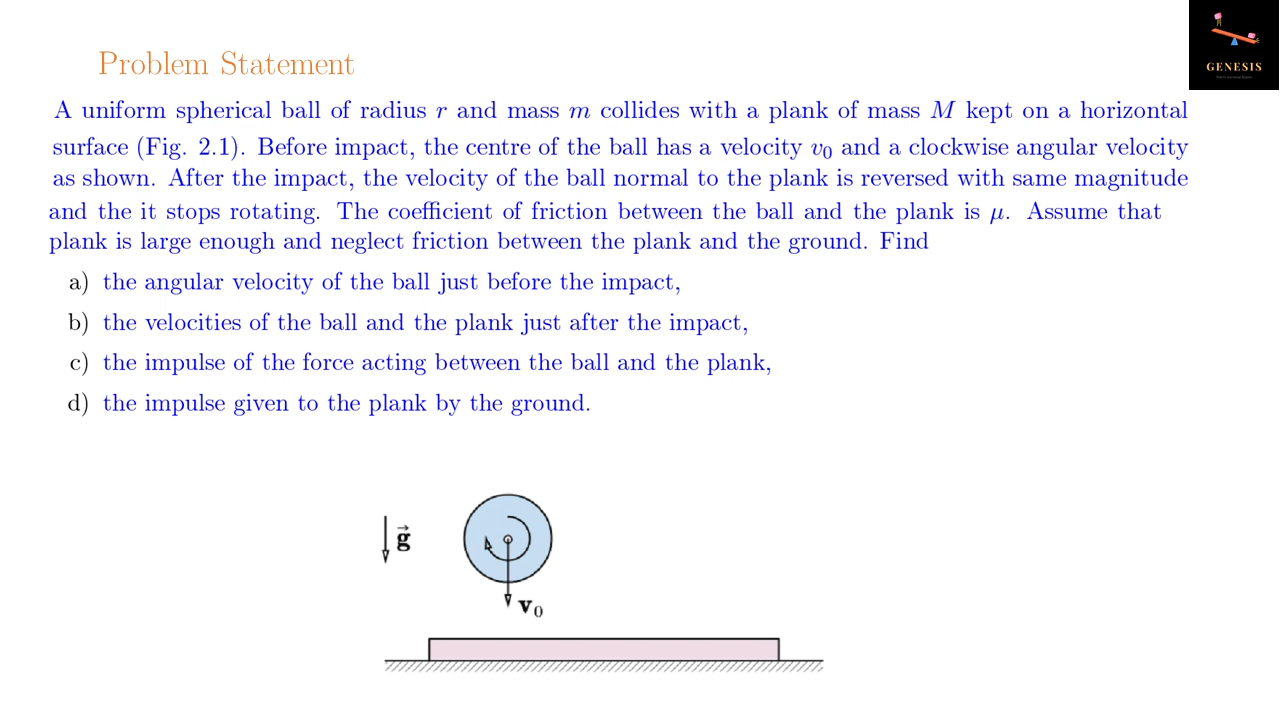 GENESIS
Problem Statement
A uniform spherical ball of radius r and mass m collides with a plank of mass M kept on a horizontal
surface (Fig. 2.1). Before impact, the centre of the ball has a velocity v₀ and a clockwise angular velocity
as shown. After the impact, the velocity of the ball normal to the plank is reversed with same magnitude
and the it stops rotating. The coefficient of friction between the ball and the plank is μ. Assume that
plank is large enough and neglect friction between the plank and the ground. Find
a) the angular velocity of the ball just before the impact,
b) the velocities of the ball and the plank just after the impact,
c) the impulse of the force acting between the ball and the plank,
d) the impulse given to the plank by the ground.
g⃗
v₀